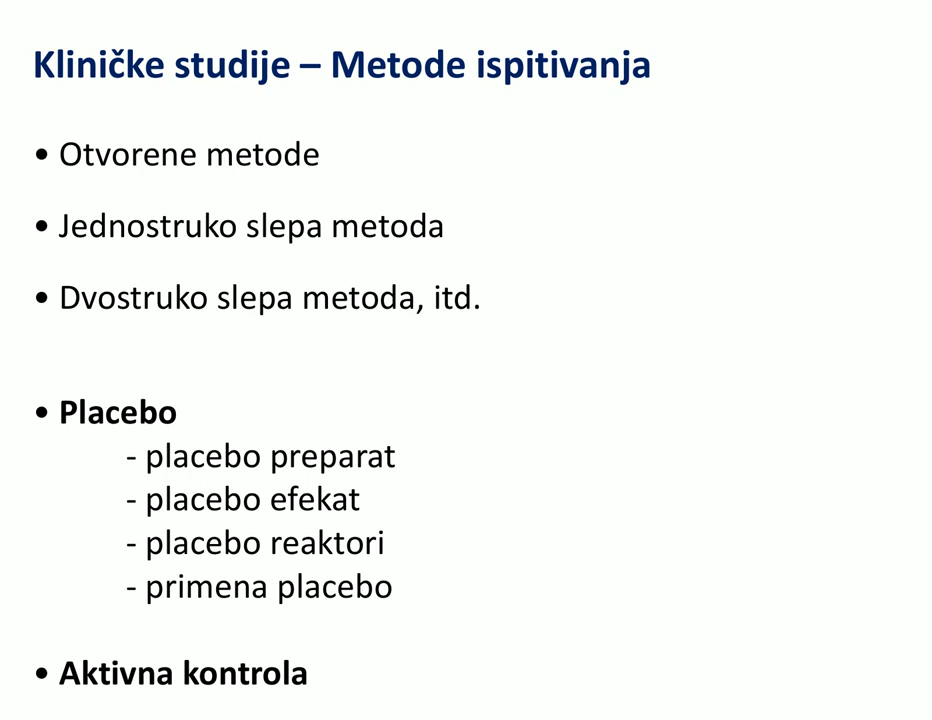 Kliničke studije – Metode ispitivanja
• Otvorene metode
• Jednostruko slepa metoda
• Dvostruko slepa metoda, itd.
• Placebo
- placebo preparat
- placebo efekat
- placebo reaktori
- primena placebo
• Aktivna kontrola